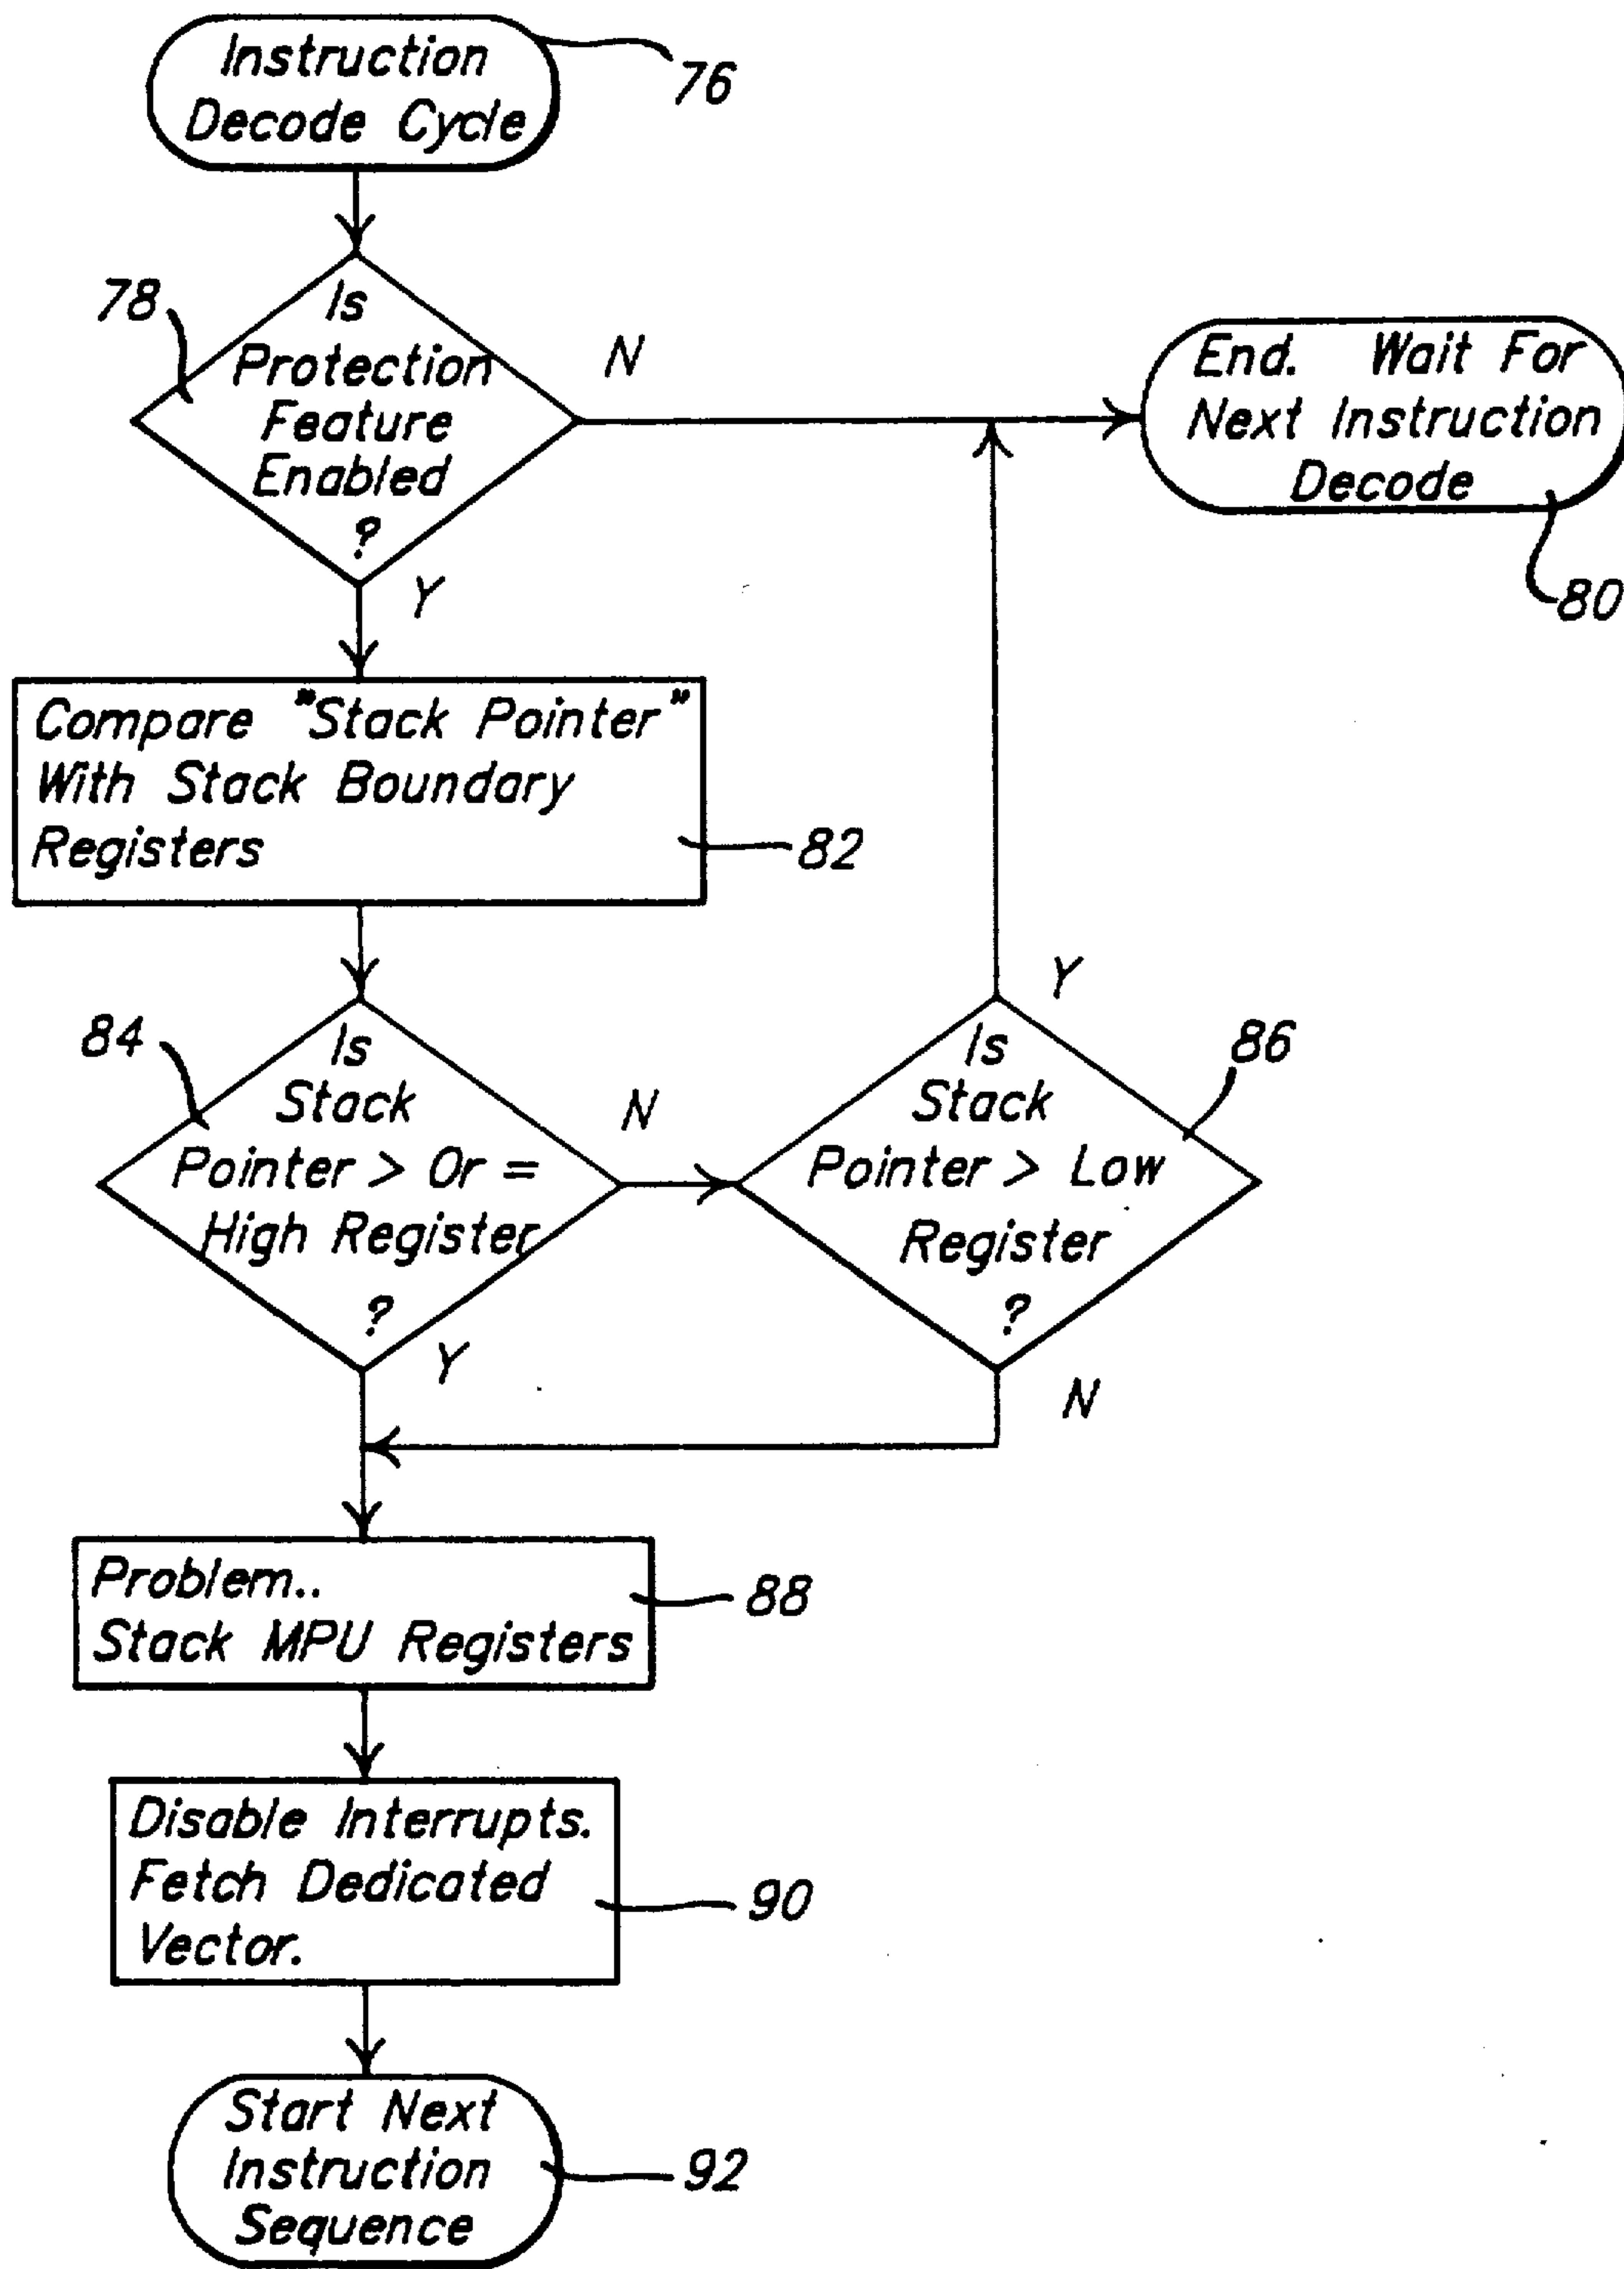 Instruction
Decode Cycle
76
78
Is
Protection
Feature
Enabled
?
N
Y
End. Wait For
Next Instruction
Decode
80
Compare "Stack Pointer"
With Stack Boundary
Registers
82
84
Is
Stack
Pointer > Or =
High Register
?
N
Y
86
Is
Stack
Pointer > Low
Register
?
Y
N
Problem..
Stack MPU Registers
88
Disable Interrupts.
Fetch Dedicated
Vector.
90
Start Next
Instruction
Sequence
92